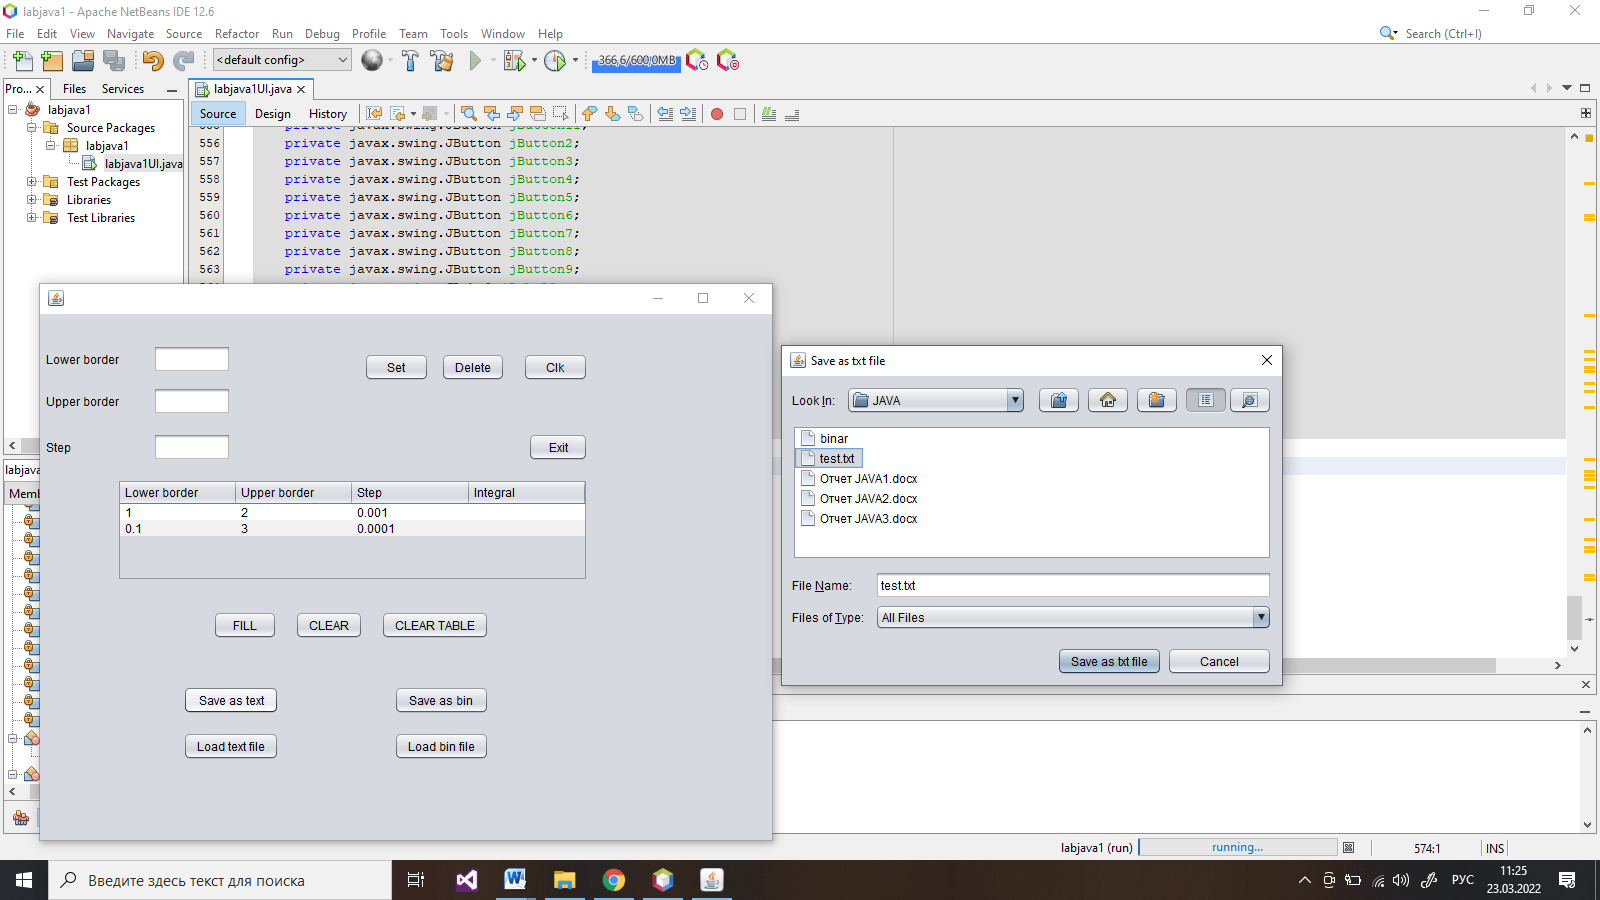 labjava1 - Apache NetBeans IDE 12.6
File Edit View Navigate Source Refactor Run Debug Profile Team Tools Window Help
Search (Ctrl+I)
<default config>
366,6/600,0MB
Pro... Files Services
labjava1UI.java
Source Design History
labjava1
Source Packages
labjava1
labjava1UI.java
Test Packages
Libraries
Test Libraries
556 private javax.swing.JButton jButton2;
557 private javax.swing.JButton jButton3;
558 private javax.swing.JButton jButton4;
559 private javax.swing.JButton jButton5;
560 private javax.swing.JButton jButton6;
561 private javax.swing.JButton jButton7;
562 private javax.swing.JButton jButton8;
563 private javax.swing.JButton jButton9;
labjava
Memb
Lower border
Set Delete Clk
Upper border
Step
Exit
Lower border Upper border Step Integral
1 2 0.001
0.1 3 0.0001
FILL CLEAR CLEAR TABLE
Save as text Save as bin
Load text file Load bin file
Save as txt file
Look In: JAVA
binar
test.txt
Отчет JAVA1.docx
Отчет JAVA2.docx
Отчет JAVA3.docx
File Name: test.txt
Files of Type: All Files
Save as txt file Cancel
labjava1 (run) running... 574:1 INS
Введите здесь текст для поиска
РУС
11:25
23.03.2022